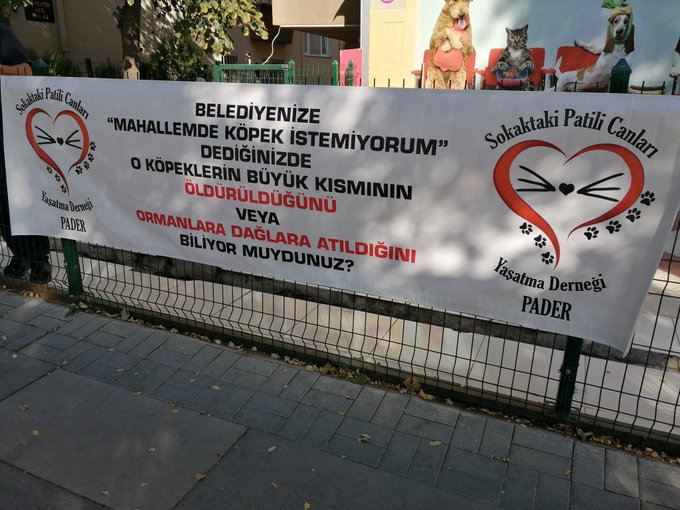 Sokaktaki Patili Canları
Yaşatma Derneği
PADER
BELEDİYENİZE
"MAHALLEMDE KÖPEK İSTEMİYORUM"
DEDİĞİNİZDE
O KÖPEKLERİN BÜYÜK KISMININ
ÖLDÜRÜLDÜĞÜNÜ
VEYA
ORMANLARA DAĞLARA ATILDIĞINI
BİLİYOR MUYDUNUZ?
Sokaktaki Patili Canları
Yaşatma Derneği
PADER